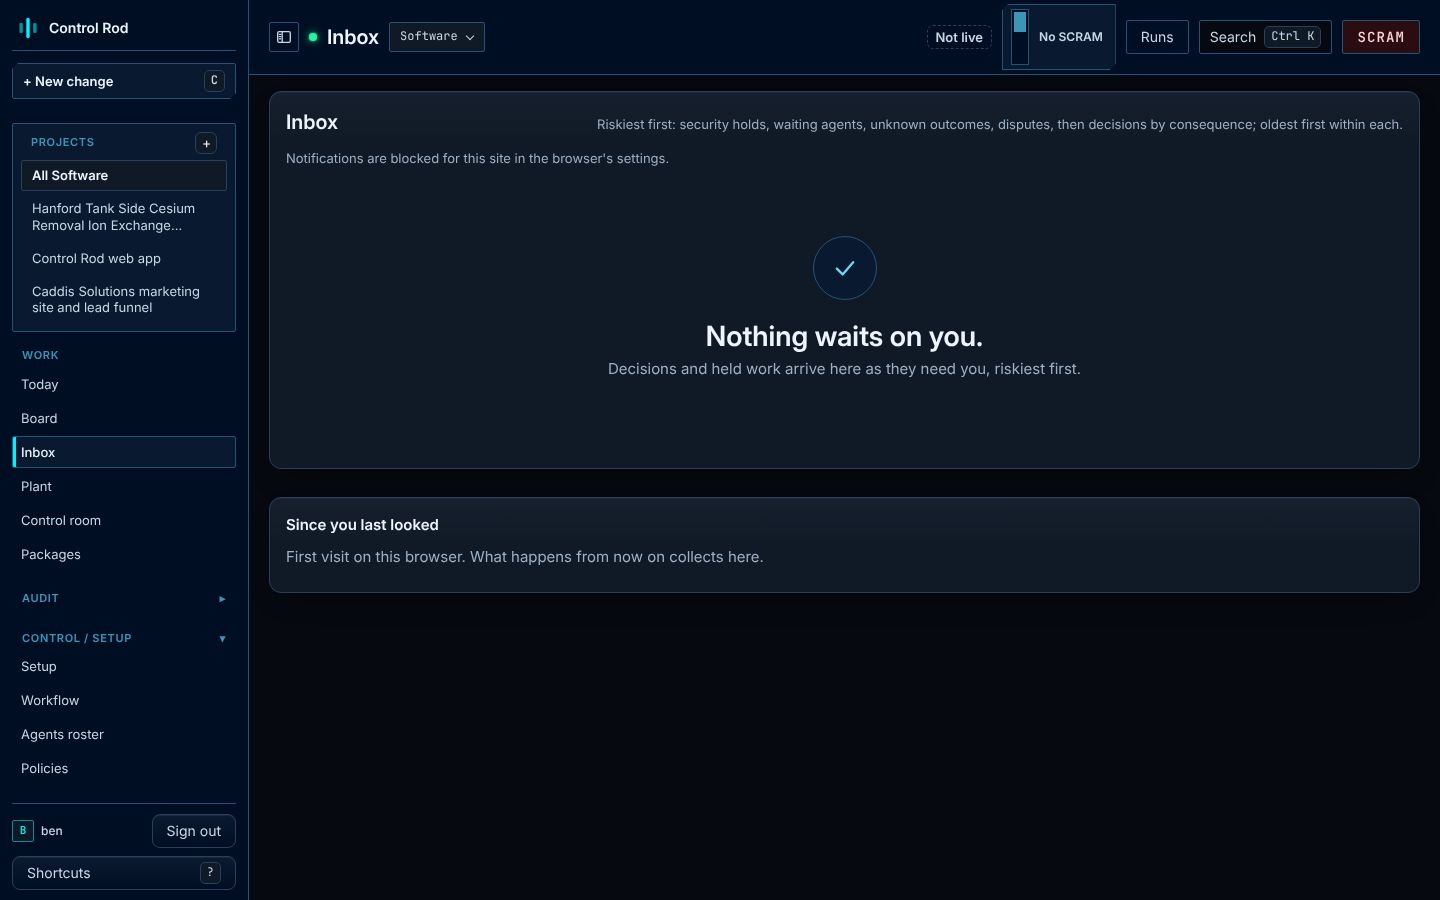 Control Rod
+ New change C
PROJECTS +
All Software
Hanford Tank Side Cesium
Removal Ion Exchange...
Control Rod web app
Caddis Solutions marketing
site and lead funnel
WORK
Today
Board
Inbox
Plant
Control room
Packages
AUDIT
CONTROL / SETUP
Setup
Workflow
Agents roster
Policies
B ben Sign out
Shortcuts ?
Inbox Software Not live No SCRAM Runs Search Ctrl K SCRAM
Inbox
Riskiest first: security holds, waiting agents, unknown outcomes, disputes, then decisions by consequence; oldest first within each.
Notifications are blocked for this site in the browser's settings.
Nothing waits on you.
Decisions and held work arrive here as they need you, riskiest first.
Since you last looked
First visit on this browser. What happens from now on collects here.